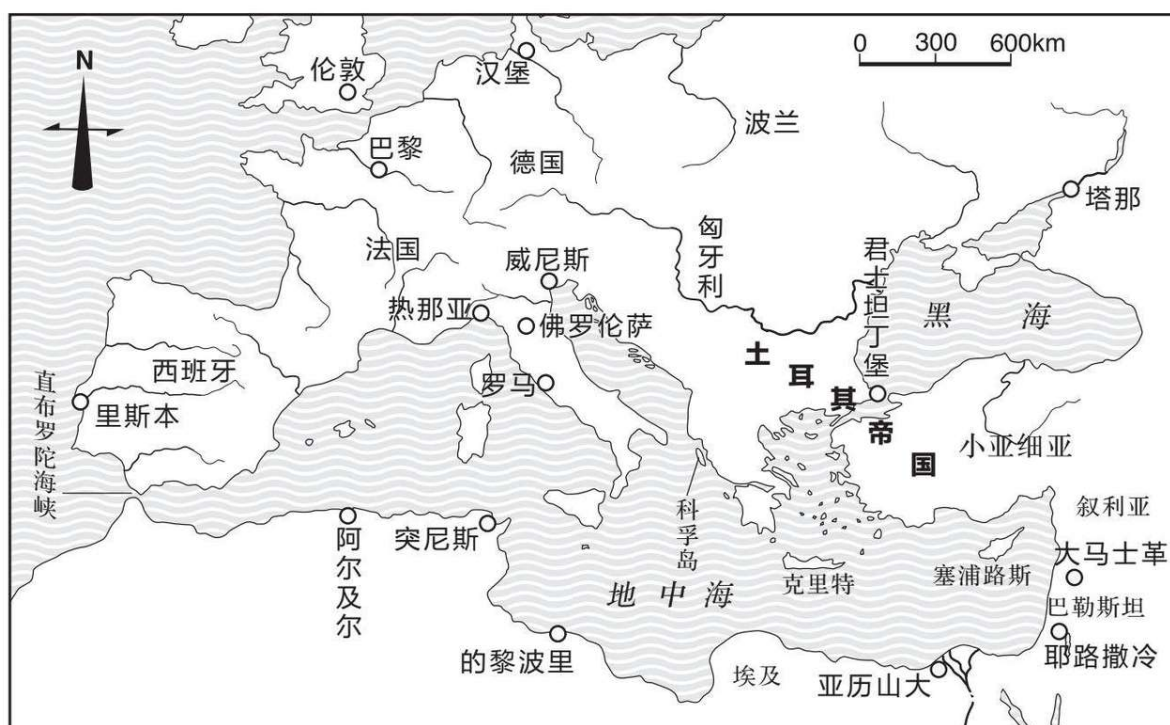 0 300 600km
N
伦敦
汉堡
波兰
巴黎
德国
塔那
匈牙利
君士坦丁堡
法国
威尼斯
黑海
热那亚
佛罗伦萨
土耳其帝国
西班牙
罗马
直布罗陀海峡
里斯本
小亚细亚
科孚岛
叙利亚
阿尔及尔
突尼斯
大马士革
克里特
塞浦路斯
地中海
巴勒斯坦
的黎波里
耶路撒冷
埃及
亚历山大